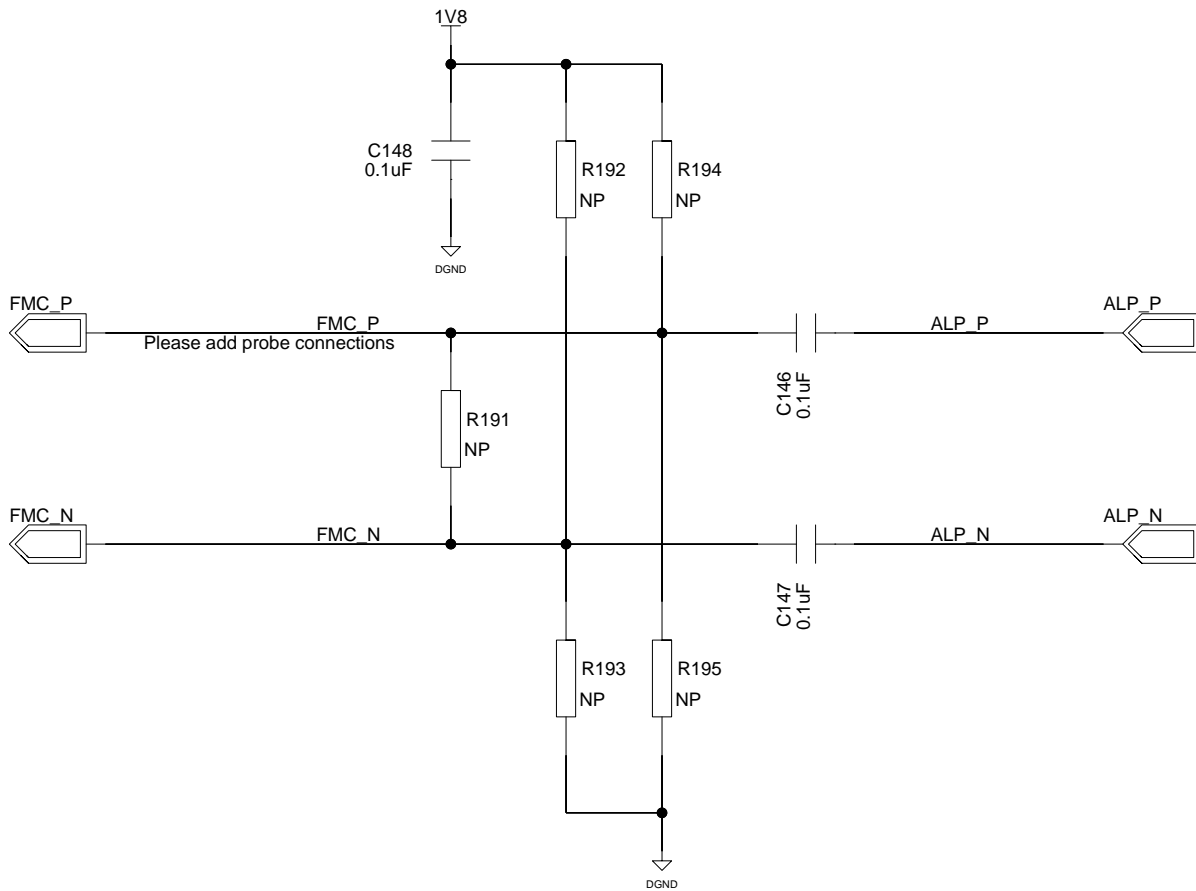 1V8
C148
0.1uF
R192
NP
R194
NP
DGND
FMC_P
FMC_P
Please add probe connections
ALP_P
ALP_P
C146
0.1uF
R191
NP
FMC_N
FMC_N
ALP_N
ALP_N
C147
0.1uF
R193
NP
R195
NP
DGND